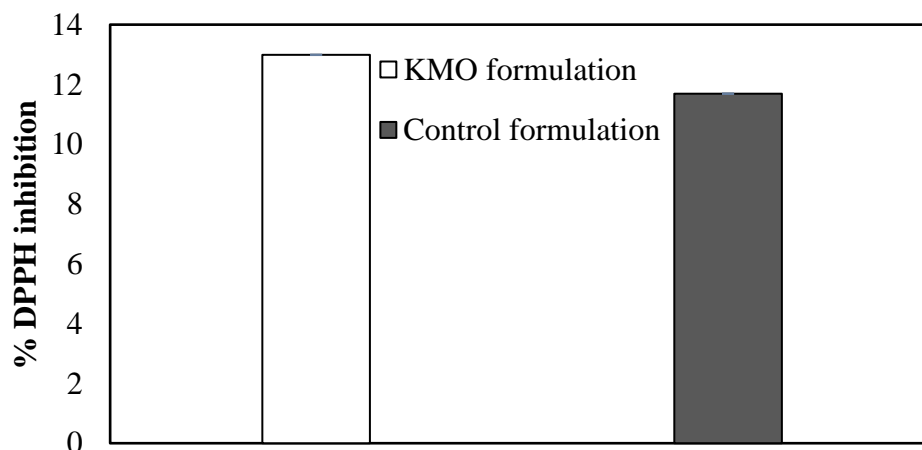 14
12
10
8
6
4
2
0
% DPPH inhibition
KMO formulation
Control formulation